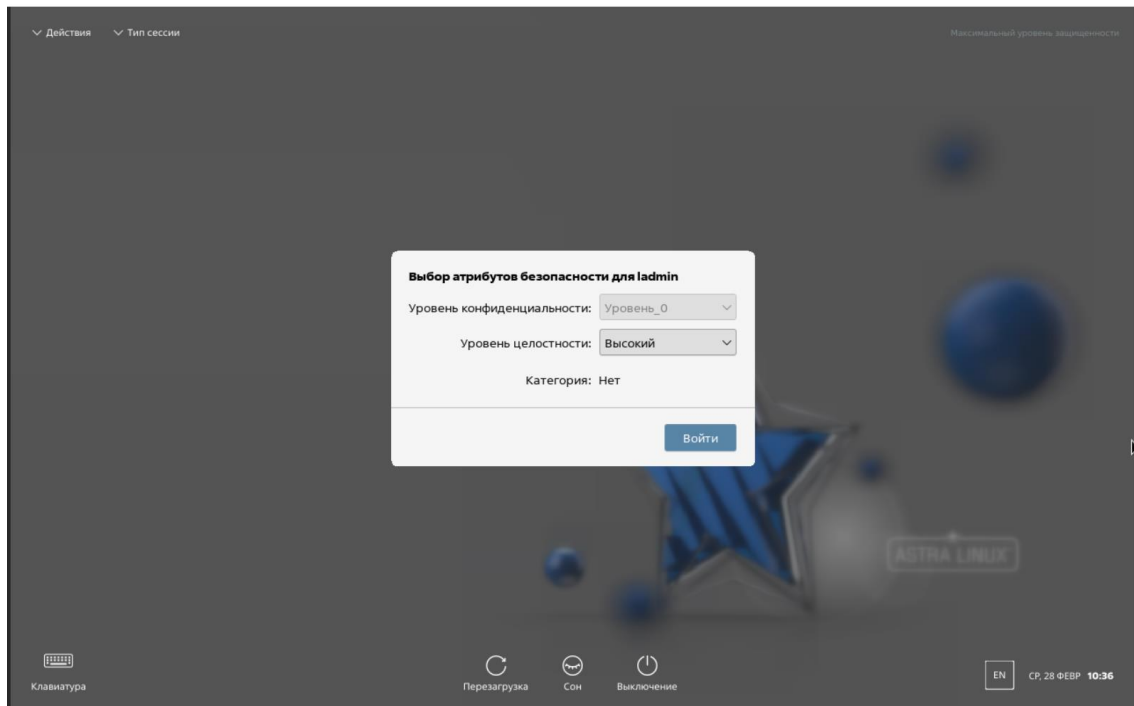 Действия Тип сессии Максимальный уровень защищенности
Выбор атрибутов безопасности для ladmin
Уровень конфиденциальности: Уровень_0
Уровень целостности: Высокий
Категория: Нет
Войти
ASTRA LINUX
Клавиатура Перезагрузка Сон Выключение EN СР, 28 ФЕВР 10:36